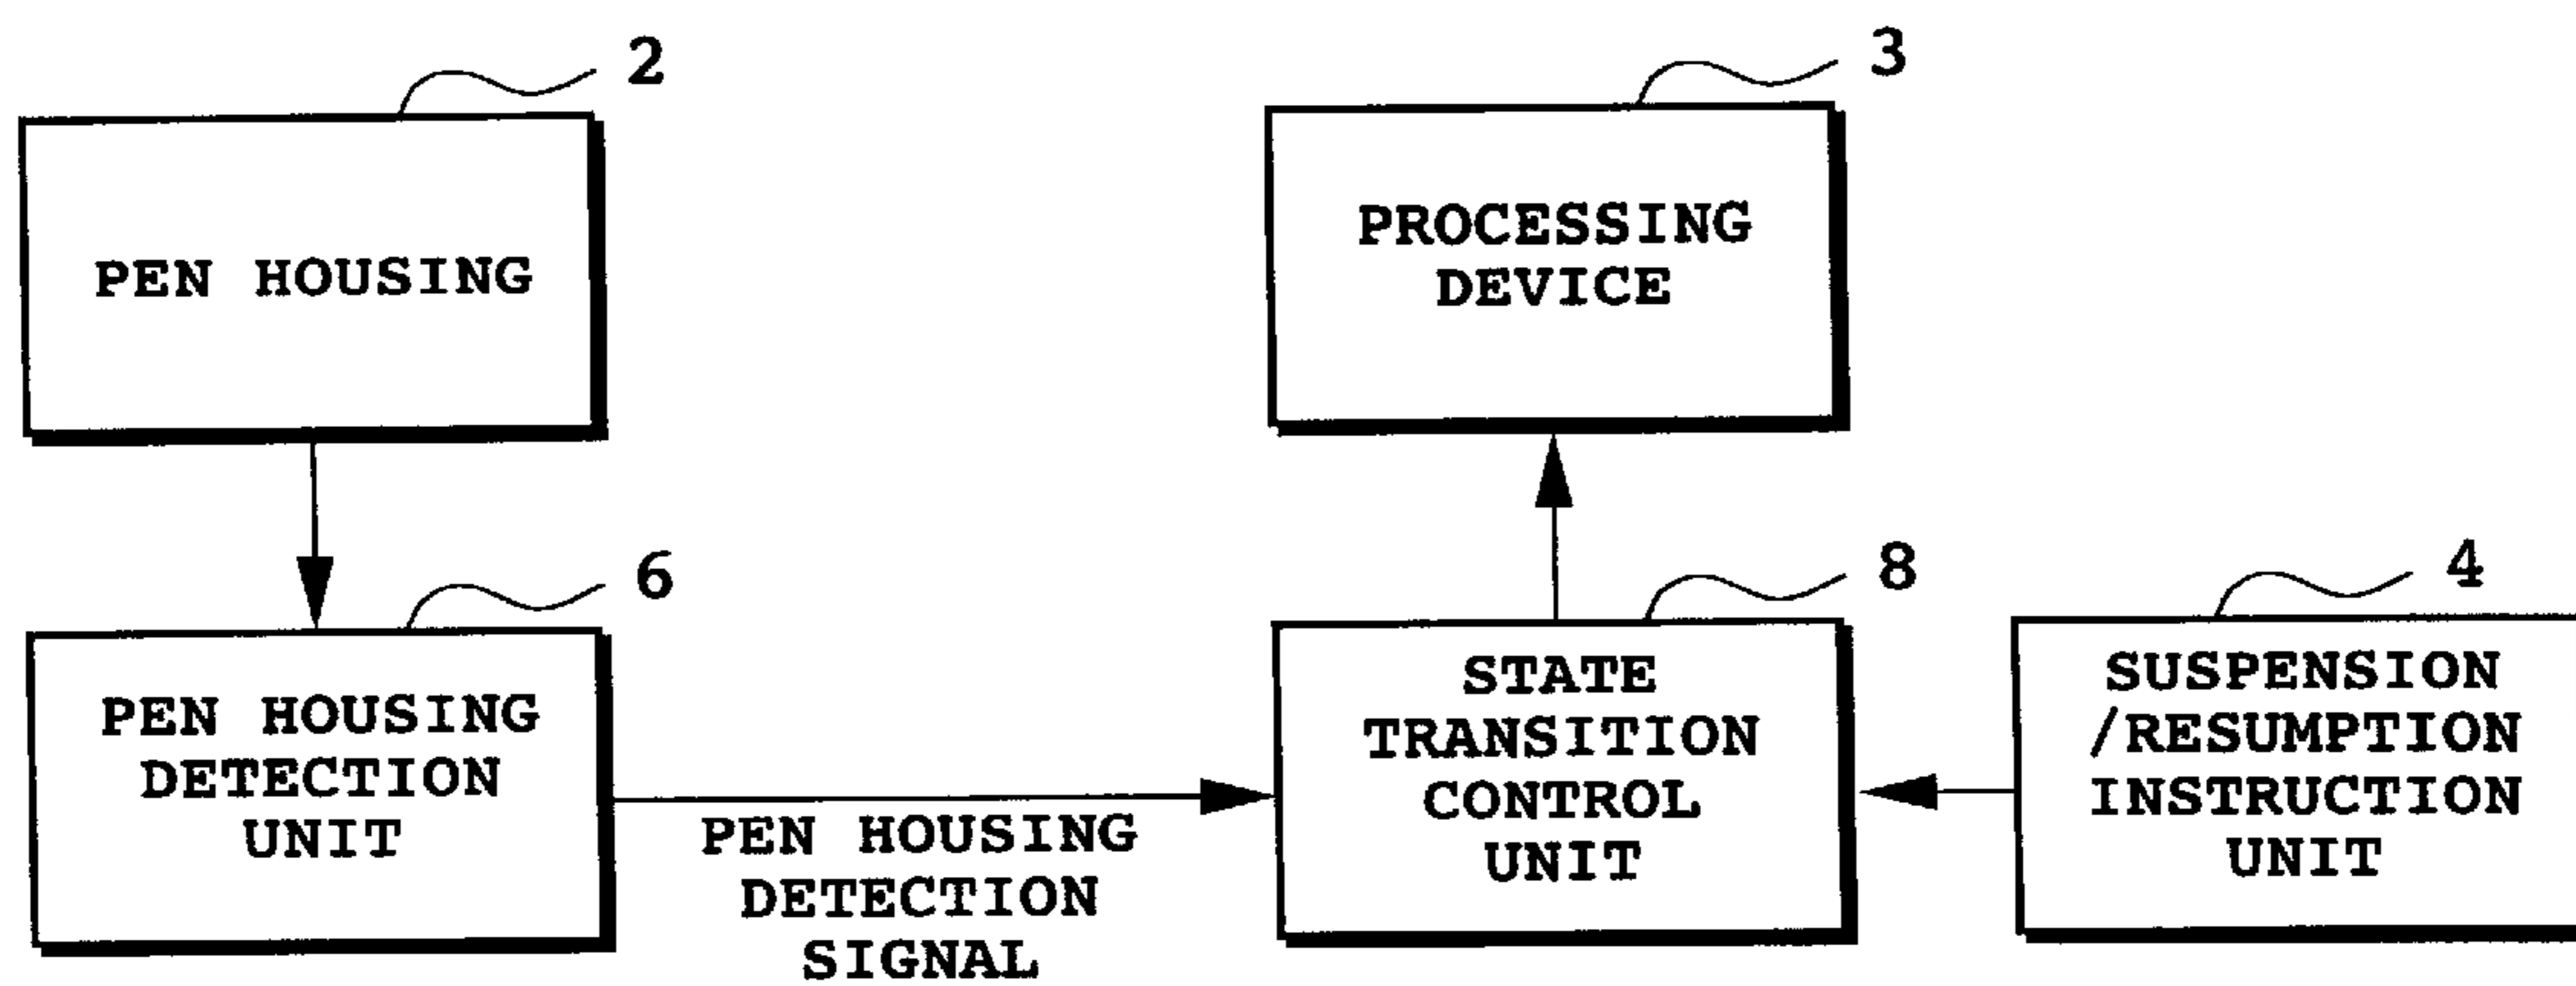 2
PEN HOUSING
3
PROCESSING
DEVICE
6
PEN HOUSING
DETECTION
UNIT
PEN HOUSING
DETECTION
SIGNAL
8
STATE
TRANSITION
CONTROL
UNIT
4
SUSPENSION
/RESUMPTION
INSTRUCTION
UNIT